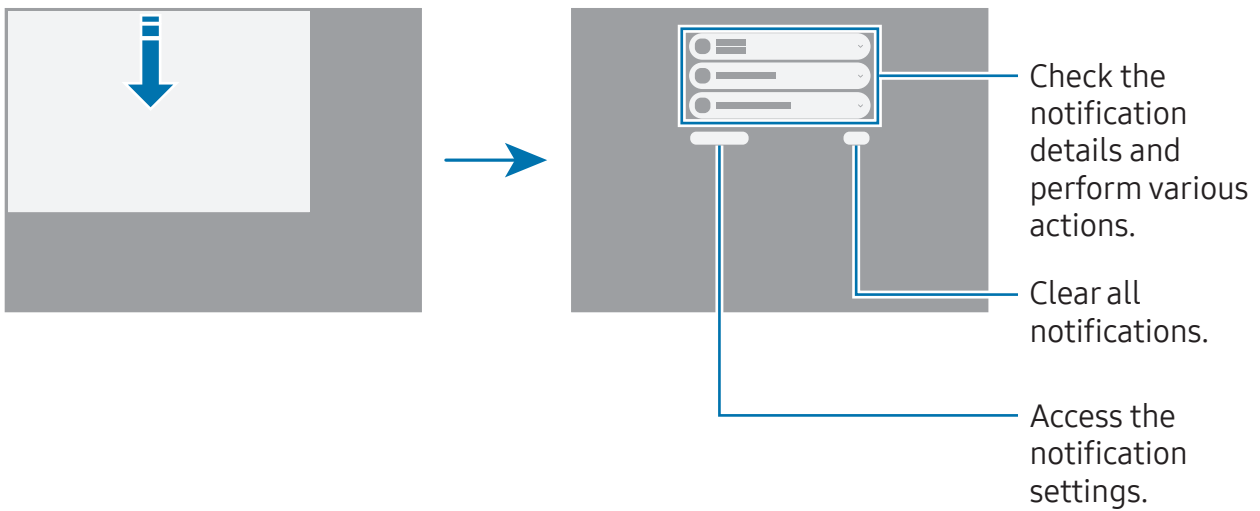 Check the
notification
details and
perform various
actions.
Clear all
notifications.
Access the
notification
settings.